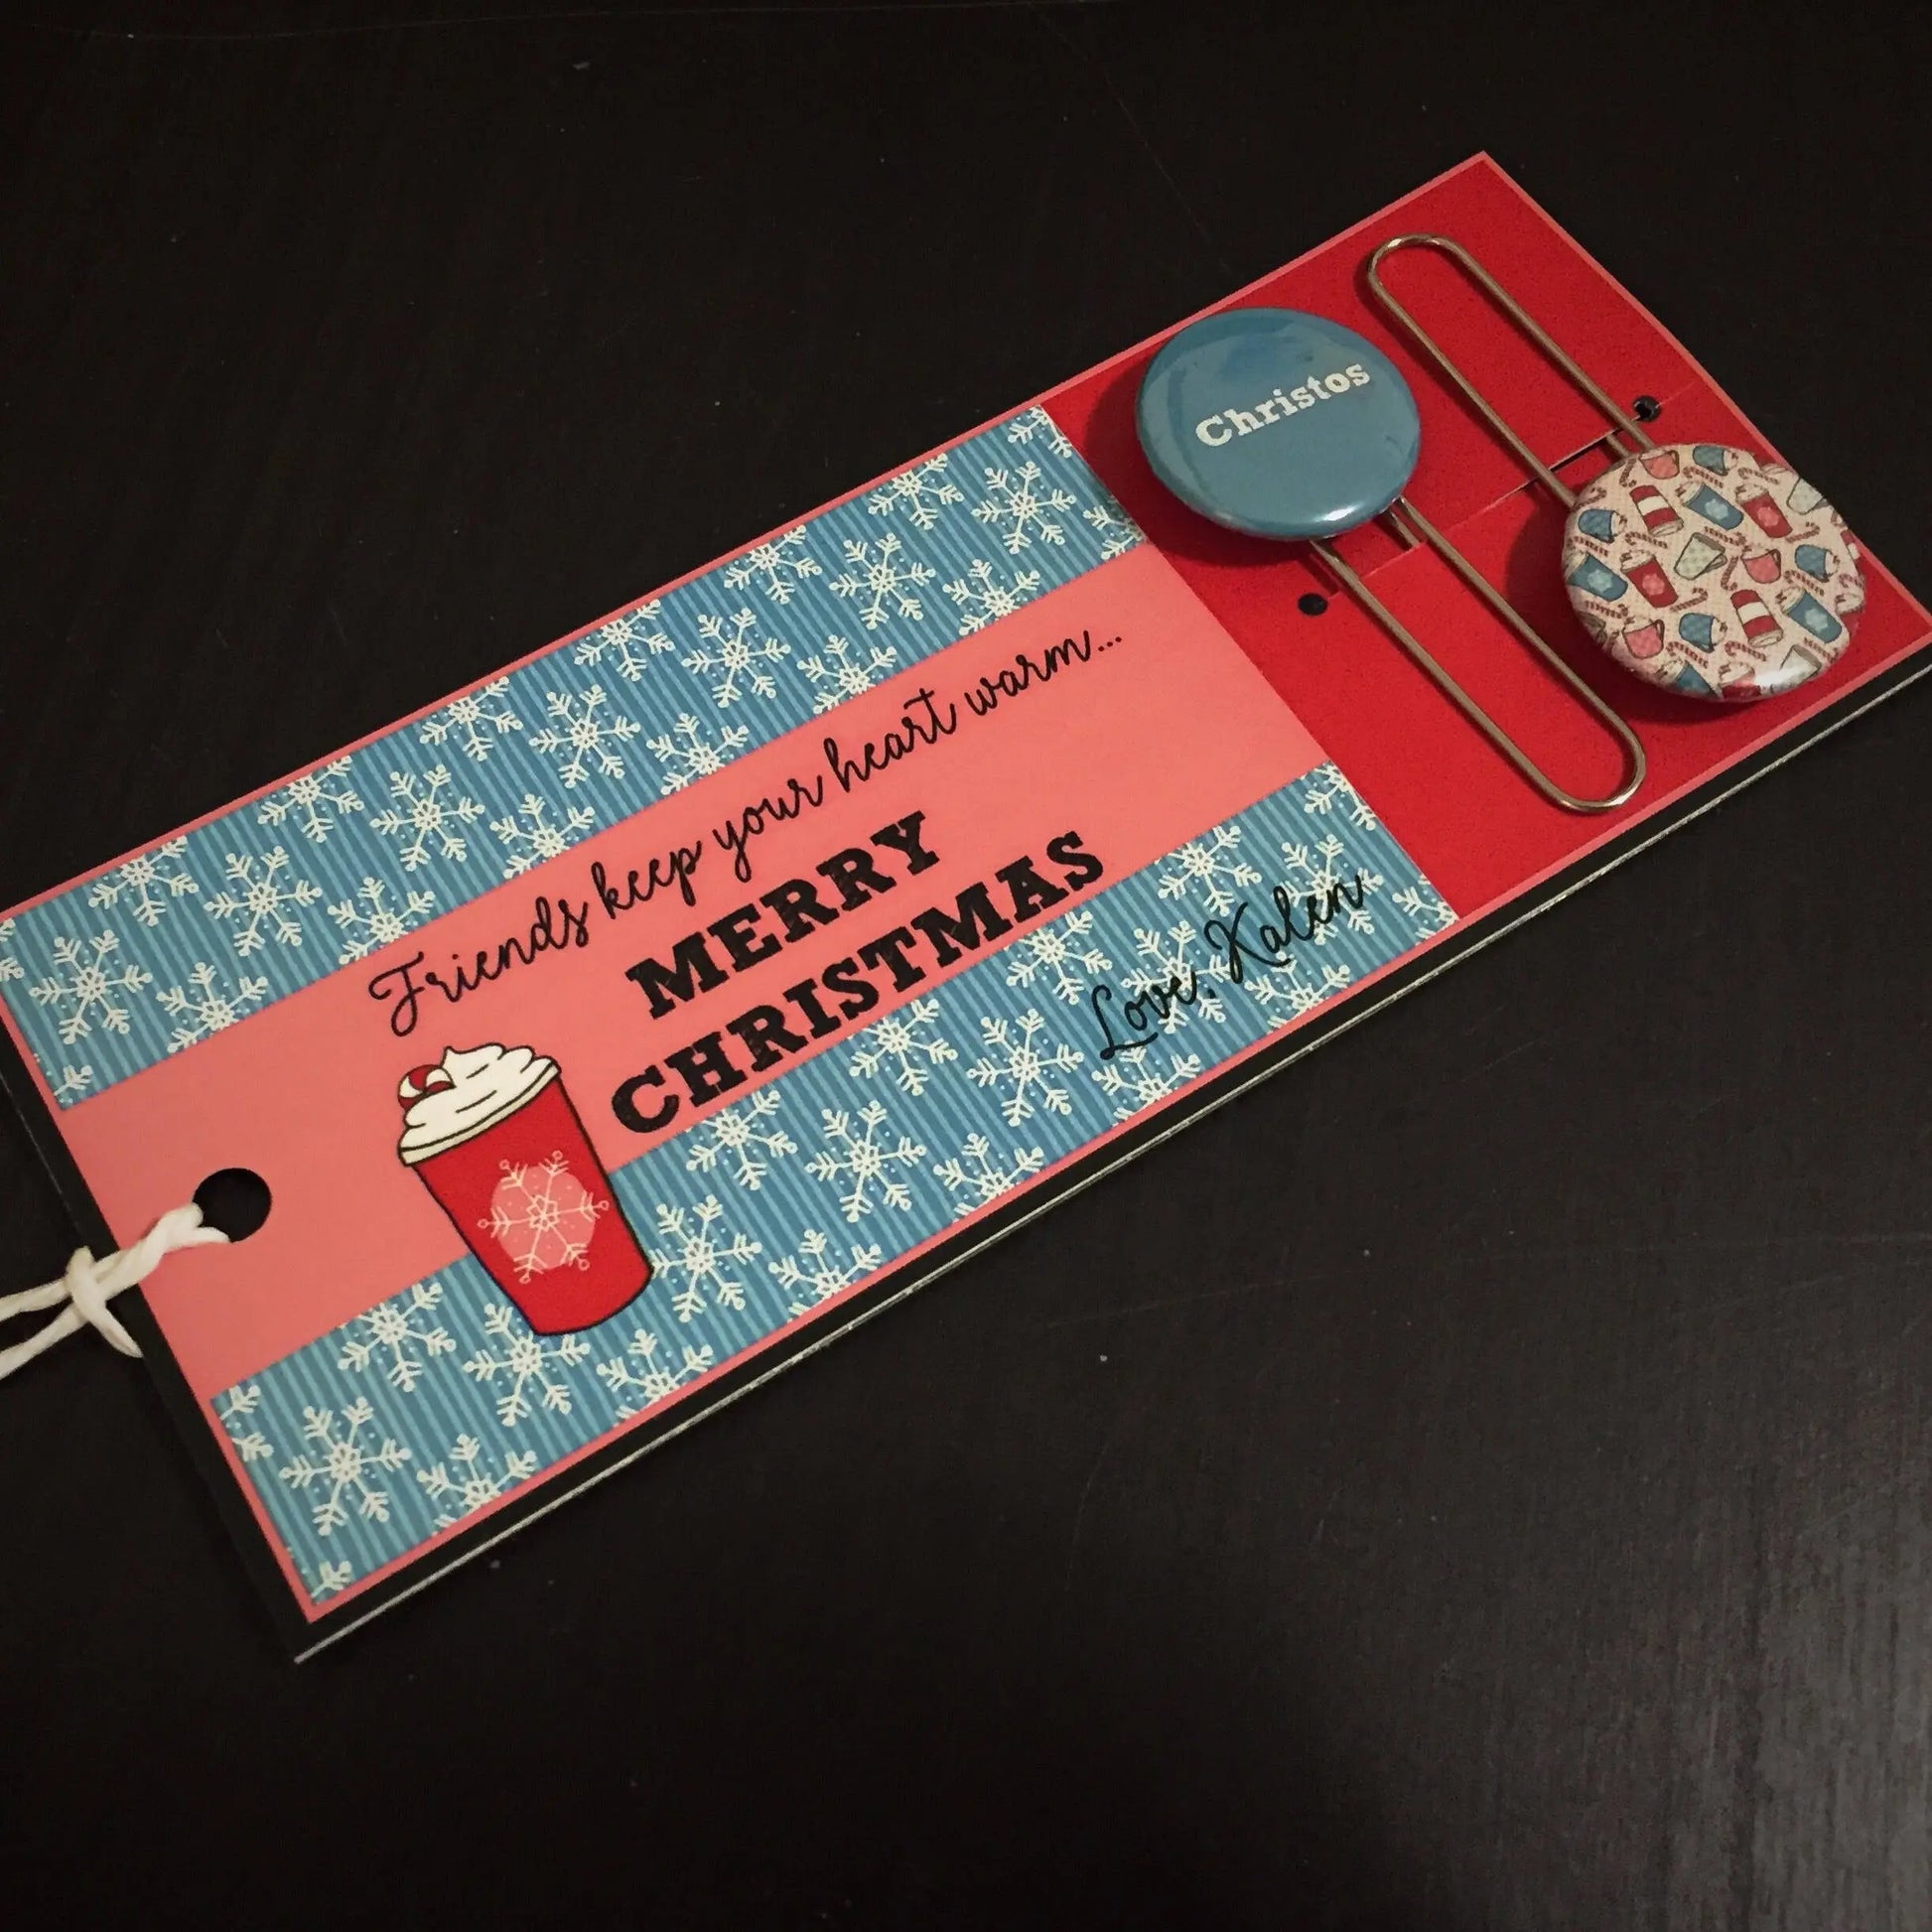 Christos
Friends keep your heart warm...
MERRY
CHRISTMAS
Love, Kalen